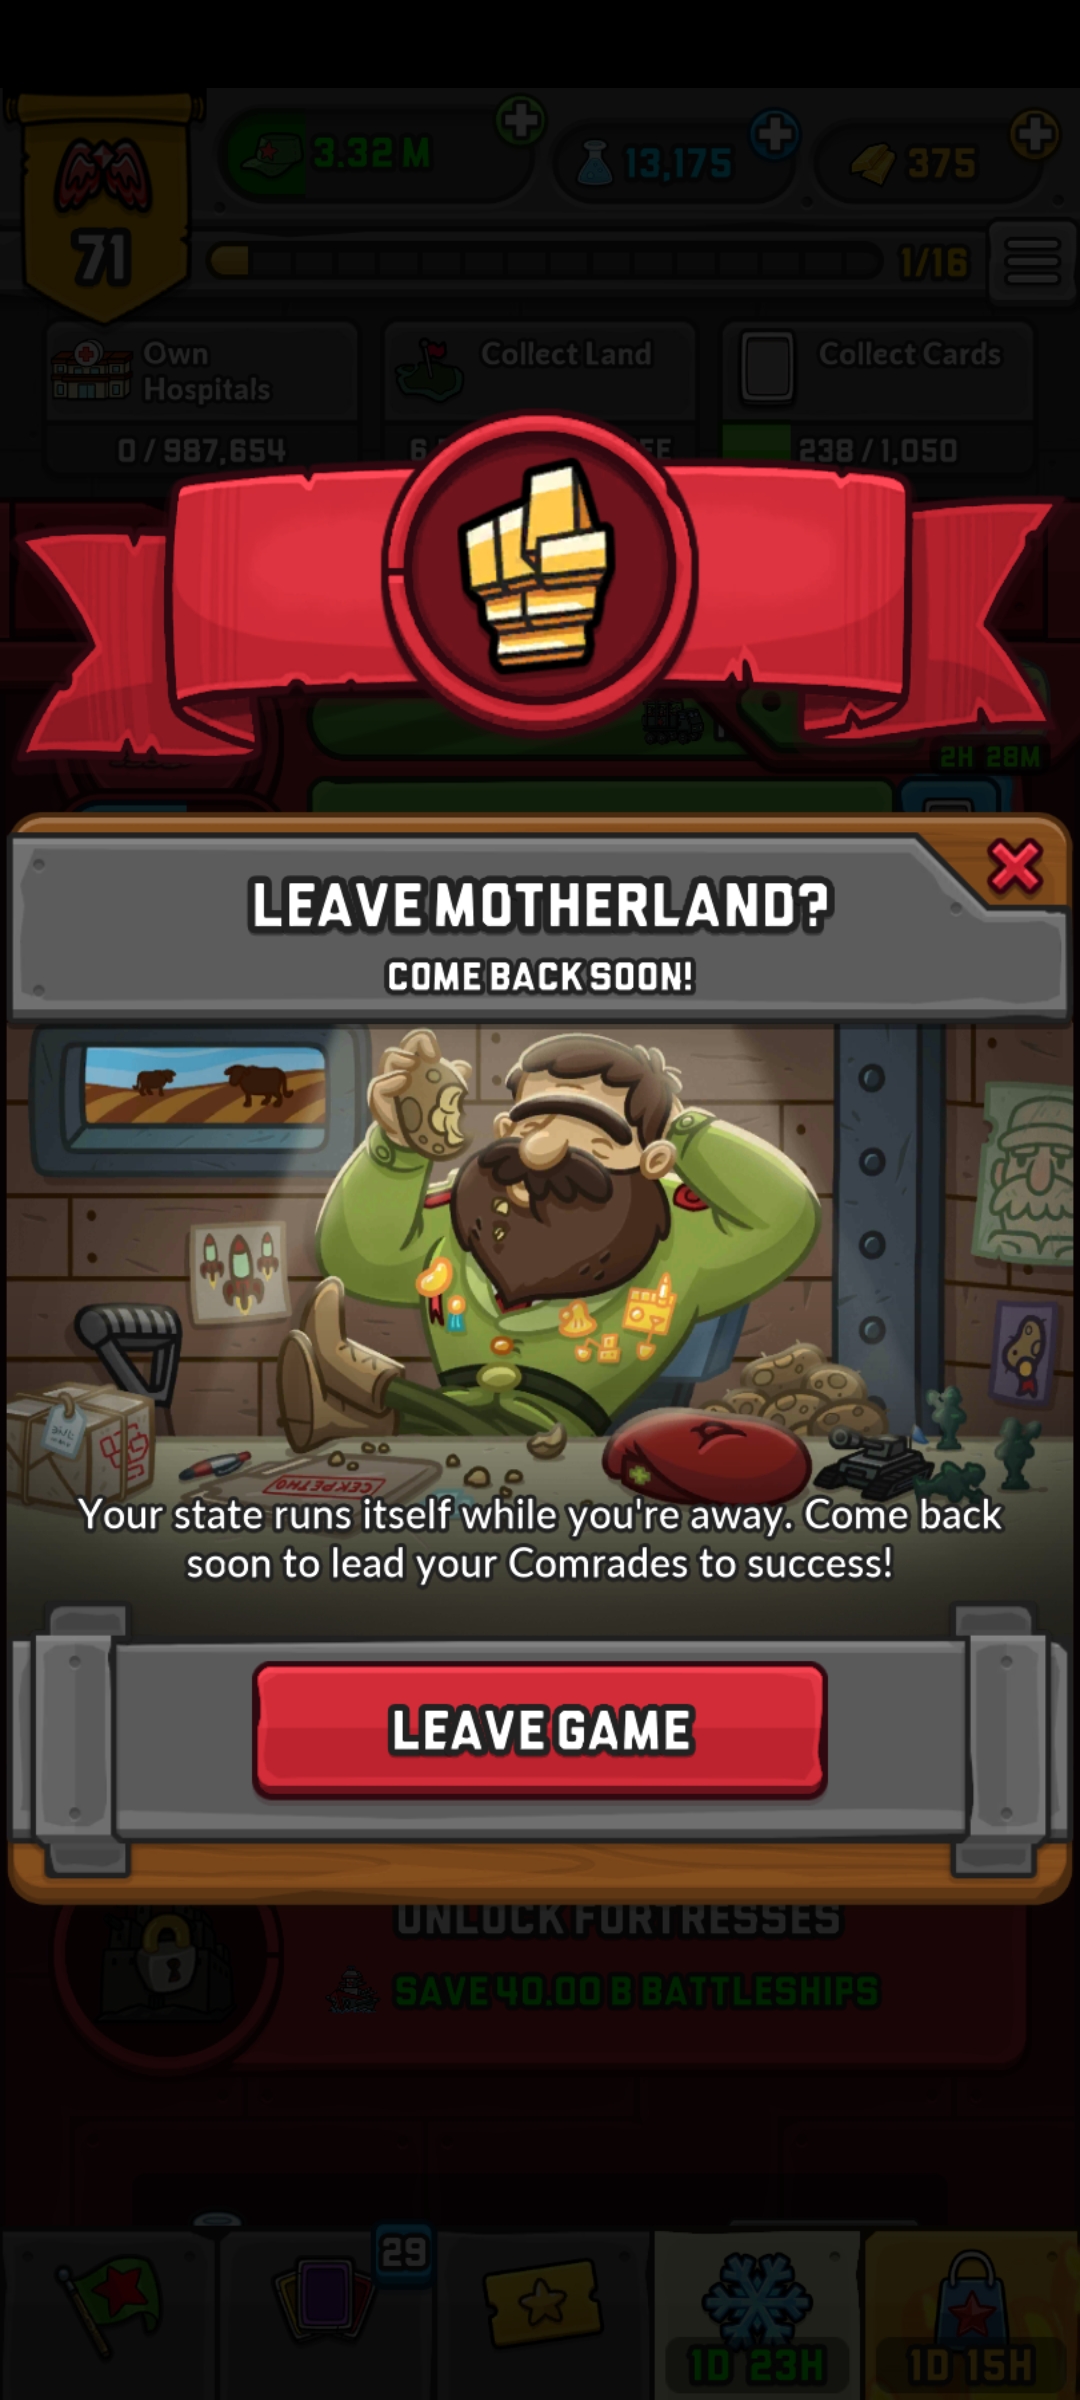 3.32 M
13,175
375
71
1/16
Own
Hospitals
Collect Land
Collect Cards
0 / 987,654
238 / 1,050
2H 28M
LEAVE MOTHERLAND?
COME BACK SOON!
СЕКРЕТНО
Your state runs itself while you're away. Come back
soon to lead your Comrades to success!
LEAVE GAME
UNLOCK FORTRESSES
SAVE 40.00 B BATTLESHIPS
29
1D 23H
1D 15H